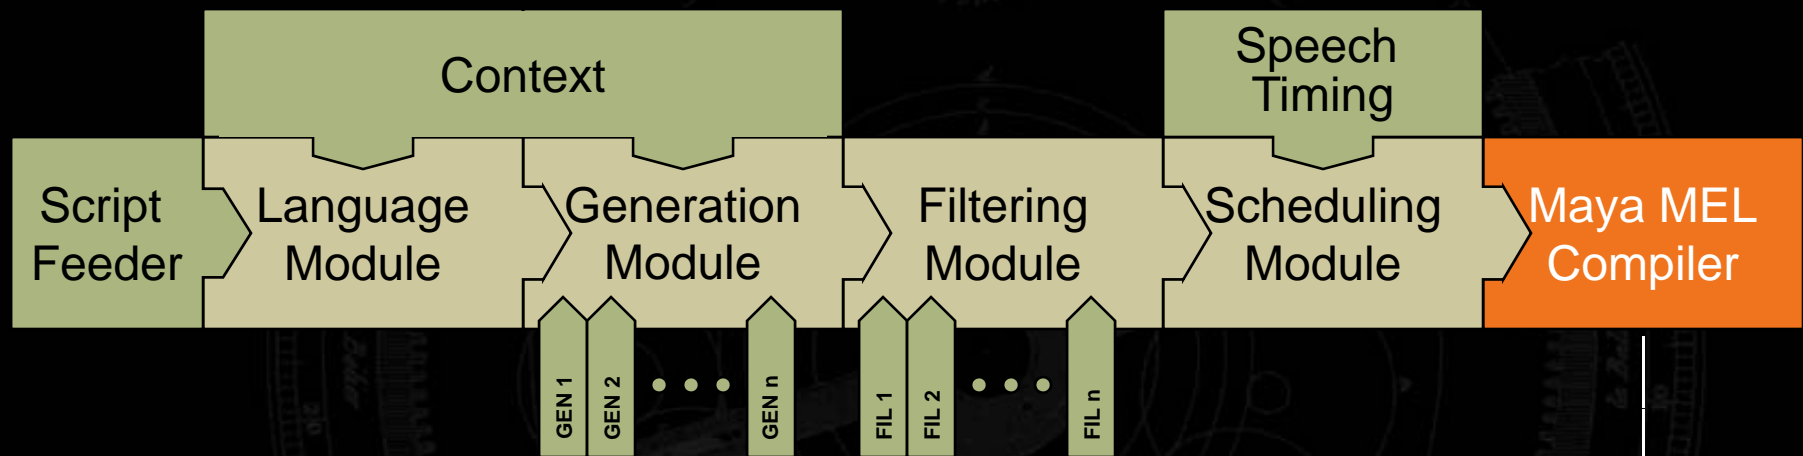 Context
Speech
Timing
Script
Feeder
Language
Module
Generation
Module
Filtering
Module
Scheduling
Module
Maya MEL
Compiler
GEN 1
GEN 2
GEN n
FIL 1
FIL 2
FIL n